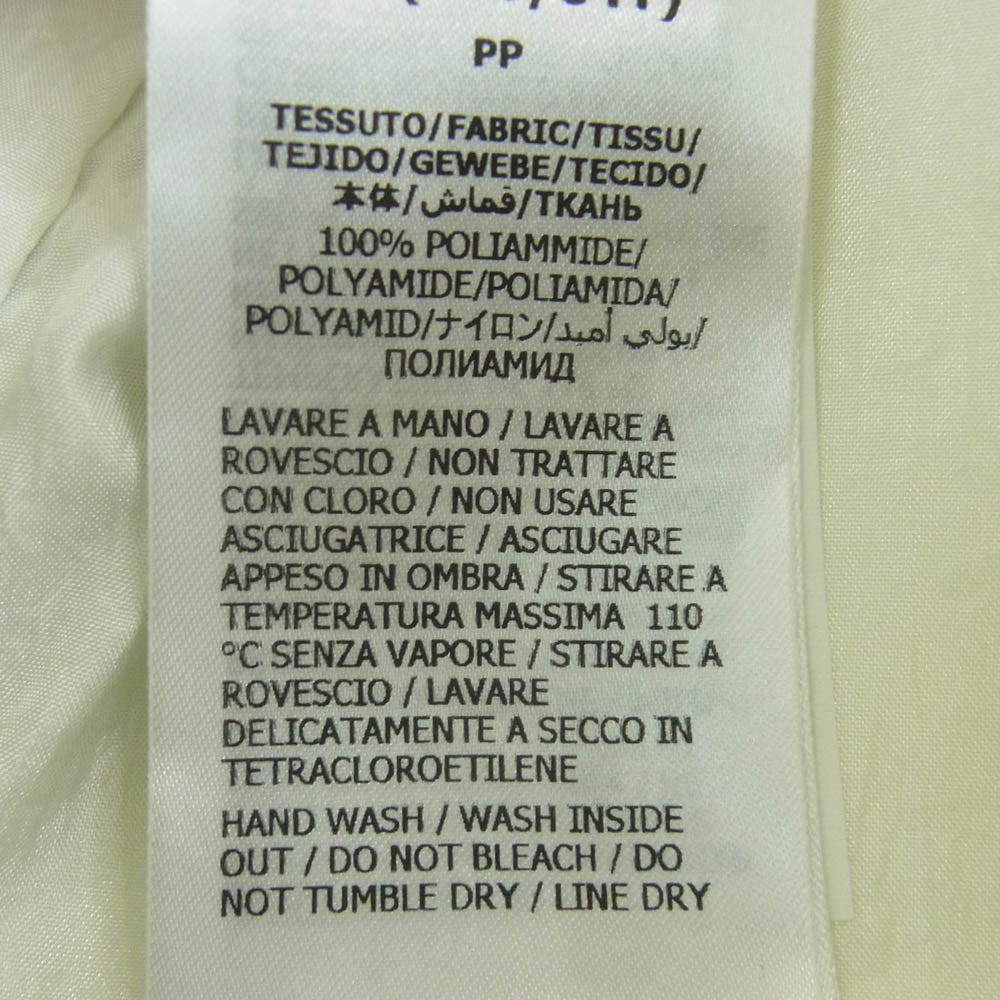 PP
TESSUTO/FABRIC/TISSU/
TEJIDO/GEWEBE/TECIDO/
本体/قماش/ТКАНЬ
100% POLIAMMIDE/
POLYAMIDE/POLIAMIDA/
POLYAMID/ナイロン/بولي أميد/
ПОЛИАМИД
LAVARE A MANO / LAVARE A
ROVESCIO / NON TRATTARE
CON CLORO / NON USARE
ASCIUGATRICE / ASCIUGARE
APPESO IN OMBRA / STIRARE A
TEMPERATURA MASSIMA 110
°C SENZA VAPORE / STIRARE A
ROVESCIO / LAVARE
DELICATAMENTE A SECCO IN
TETRACLOROETILENE
HAND WASH / WASH INSIDE
OUT / DO NOT BLEACH / DO
NOT TUMBLE DRY / LINE DRY